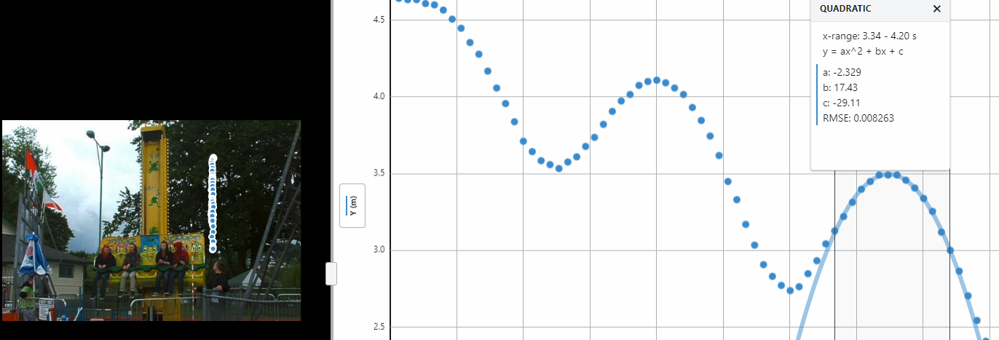 4.5
4.0
3.5
3.0
2.5
Y (m)
QUADRATIC ✕
x-range: 3.34 - 4.20 s
y = ax^2 + bx + c
a: -2.329
b: 17.43
c: -29.11
RMSE: 0.008263